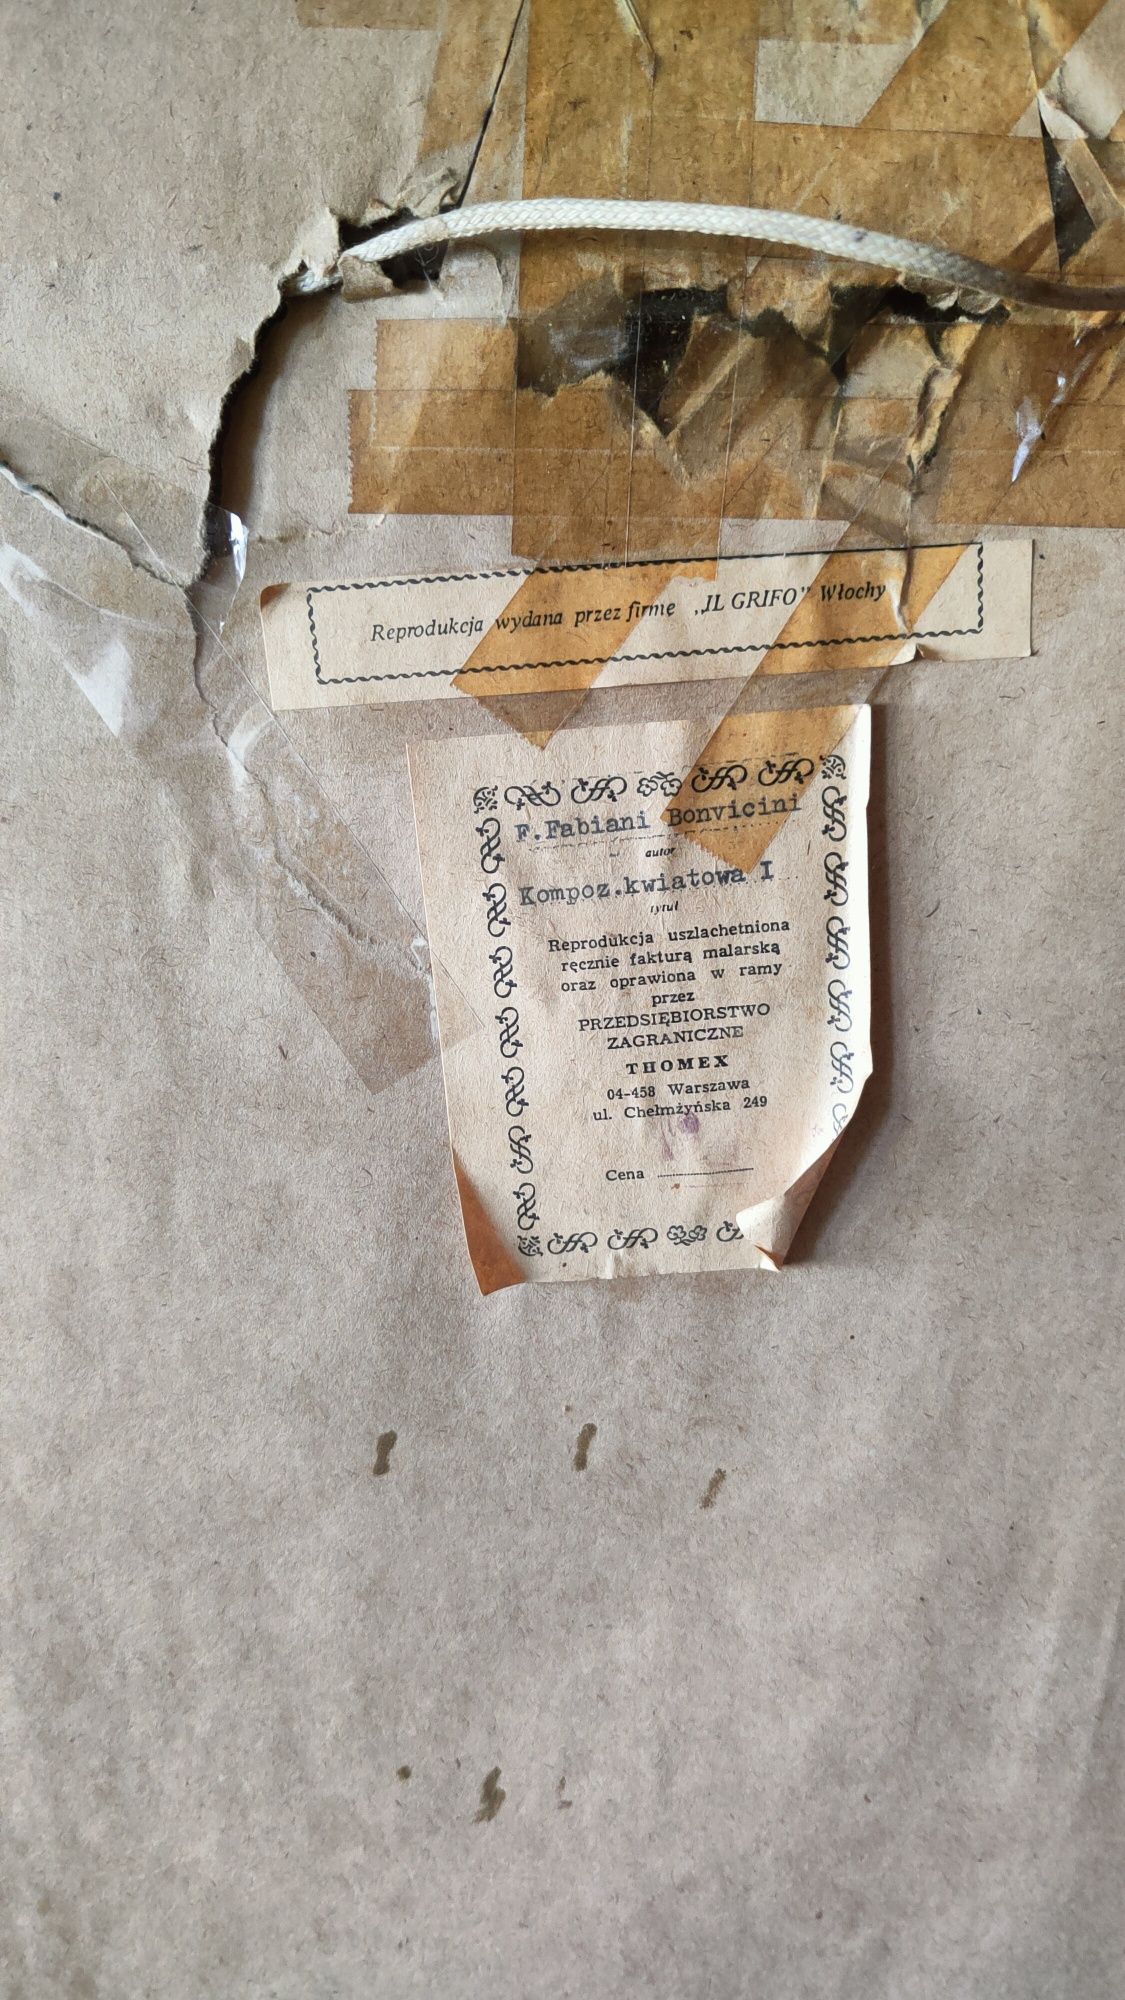 Reprodukcja wydana przez firmę „IL GRIFO” Włochy
F.Fabiani Bonvicini
autor
Kompoz.kwiatowa I
tytuł
Reprodukcja uszlachetniona
ręcznie fakturą malarską
oraz oprawiona w ramy
przez
PRZEDSIĘBIORSTWO
ZAGRANICZNE
THOMEX
04-458 Warszawa
ul. Chełmżyńska 249
Cena